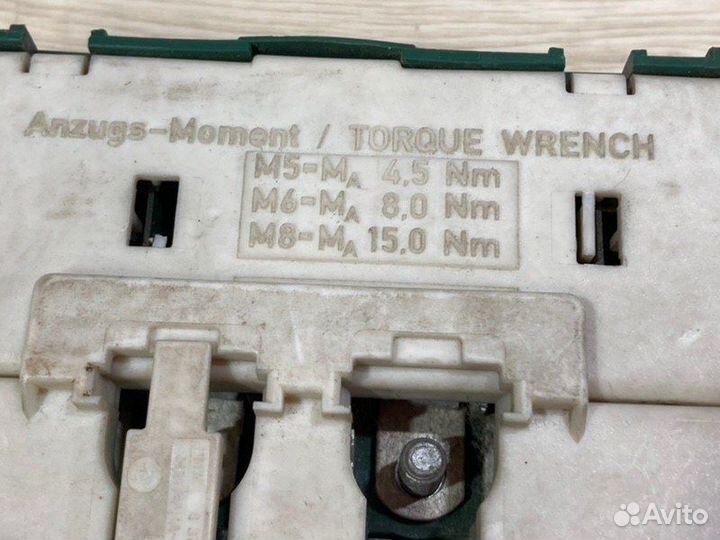 Anzugs-Moment / TORQUE WRENCH
M5-MA 4,5 Nm
M6-MA 8,0 Nm
M8-MA 15,0 Nm
Avito